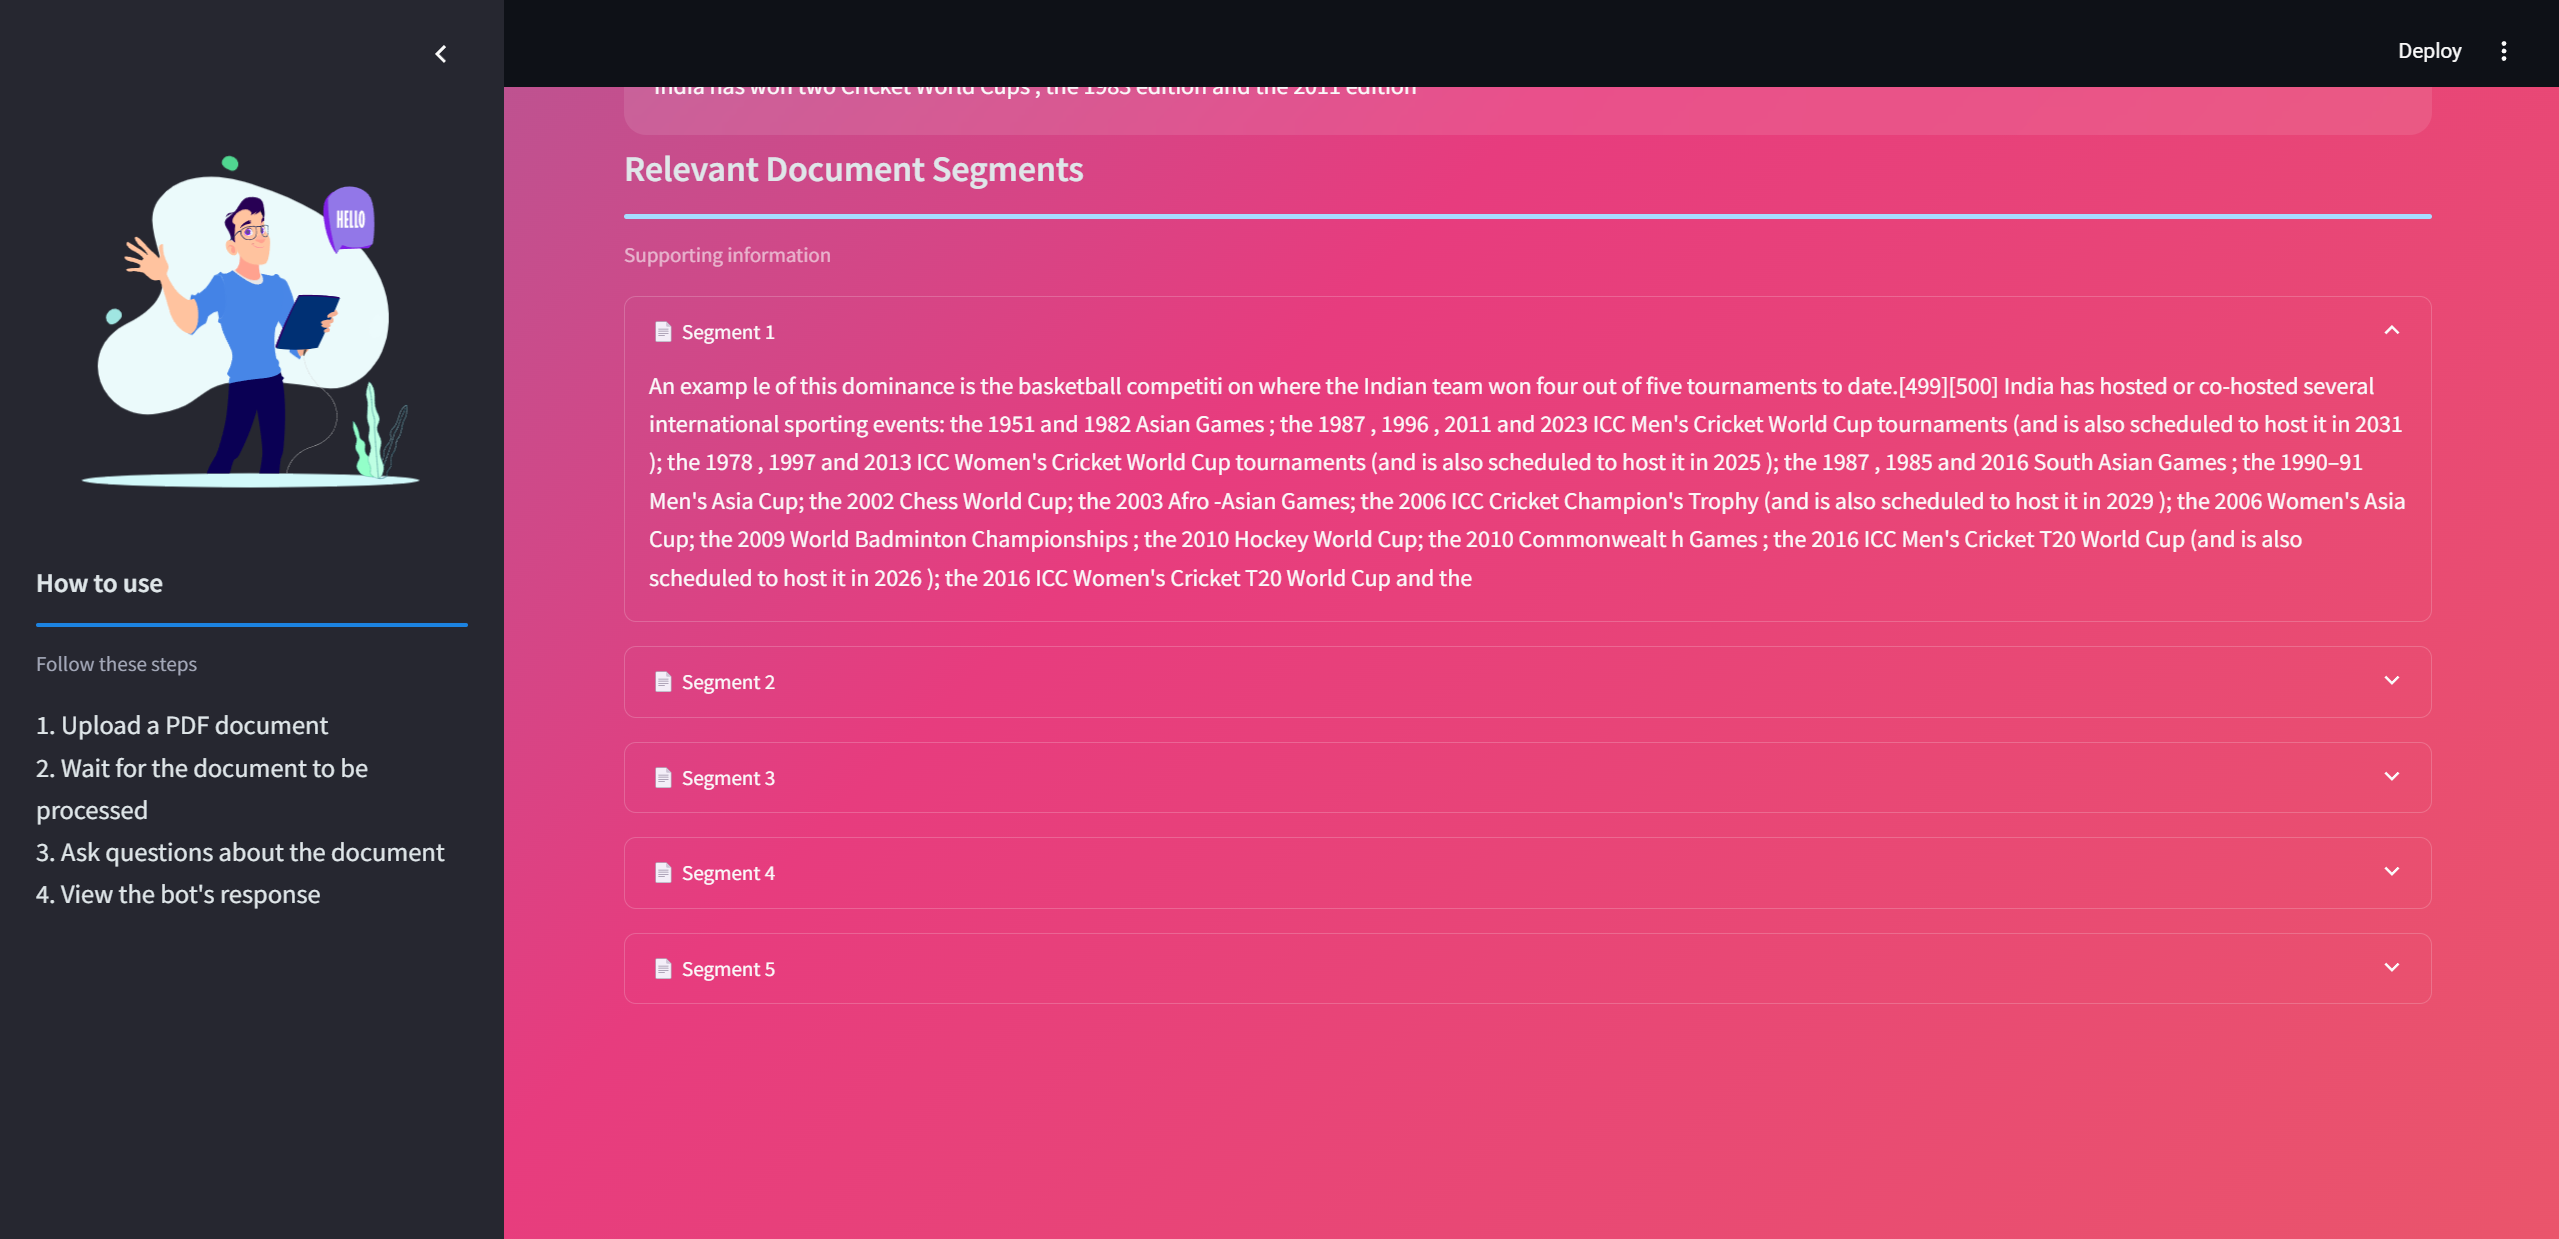 Deploy
HELLO
How to use
Follow these steps
1. Upload a PDF document
2. Wait for the document to be
processed
3. Ask questions about the document
4. View the bot's response
India has won two Cricket World Cups , the 1983 edition and the 2011 edition
Relevant Document Segments
Supporting information
Segment 1
An examp le of this dominance is the basketball competiti on where the Indian team won four out of five tournaments to date.[499][500] India has hosted or co-hosted several
international sporting events: the 1951 and 1982 Asian Games ; the 1987 , 1996 , 2011 and 2023 ICC Men's Cricket World Cup tournaments (and is also scheduled to host it in 2031
); the 1978 , 1997 and 2013 ICC Women's Cricket World Cup tournaments (and is also scheduled to host it in 2025 ); the 1987 , 1985 and 2016 South Asian Games ; the 1990–91
Men's Asia Cup; the 2002 Chess World Cup; the 2003 Afro -Asian Games; the 2006 ICC Cricket Champion's Trophy (and is also scheduled to host it in 2029 ); the 2006 Women's Asia
Cup; the 2009 World Badminton Championships ; the 2010 Hockey World Cup; the 2010 Commonwealt h Games ; the 2016 ICC Men's Cricket T20 World Cup (and is also
scheduled to host it in 2026 ); the 2016 ICC Women's Cricket T20 World Cup and the
Segment 2
Segment 3
Segment 4
Segment 5